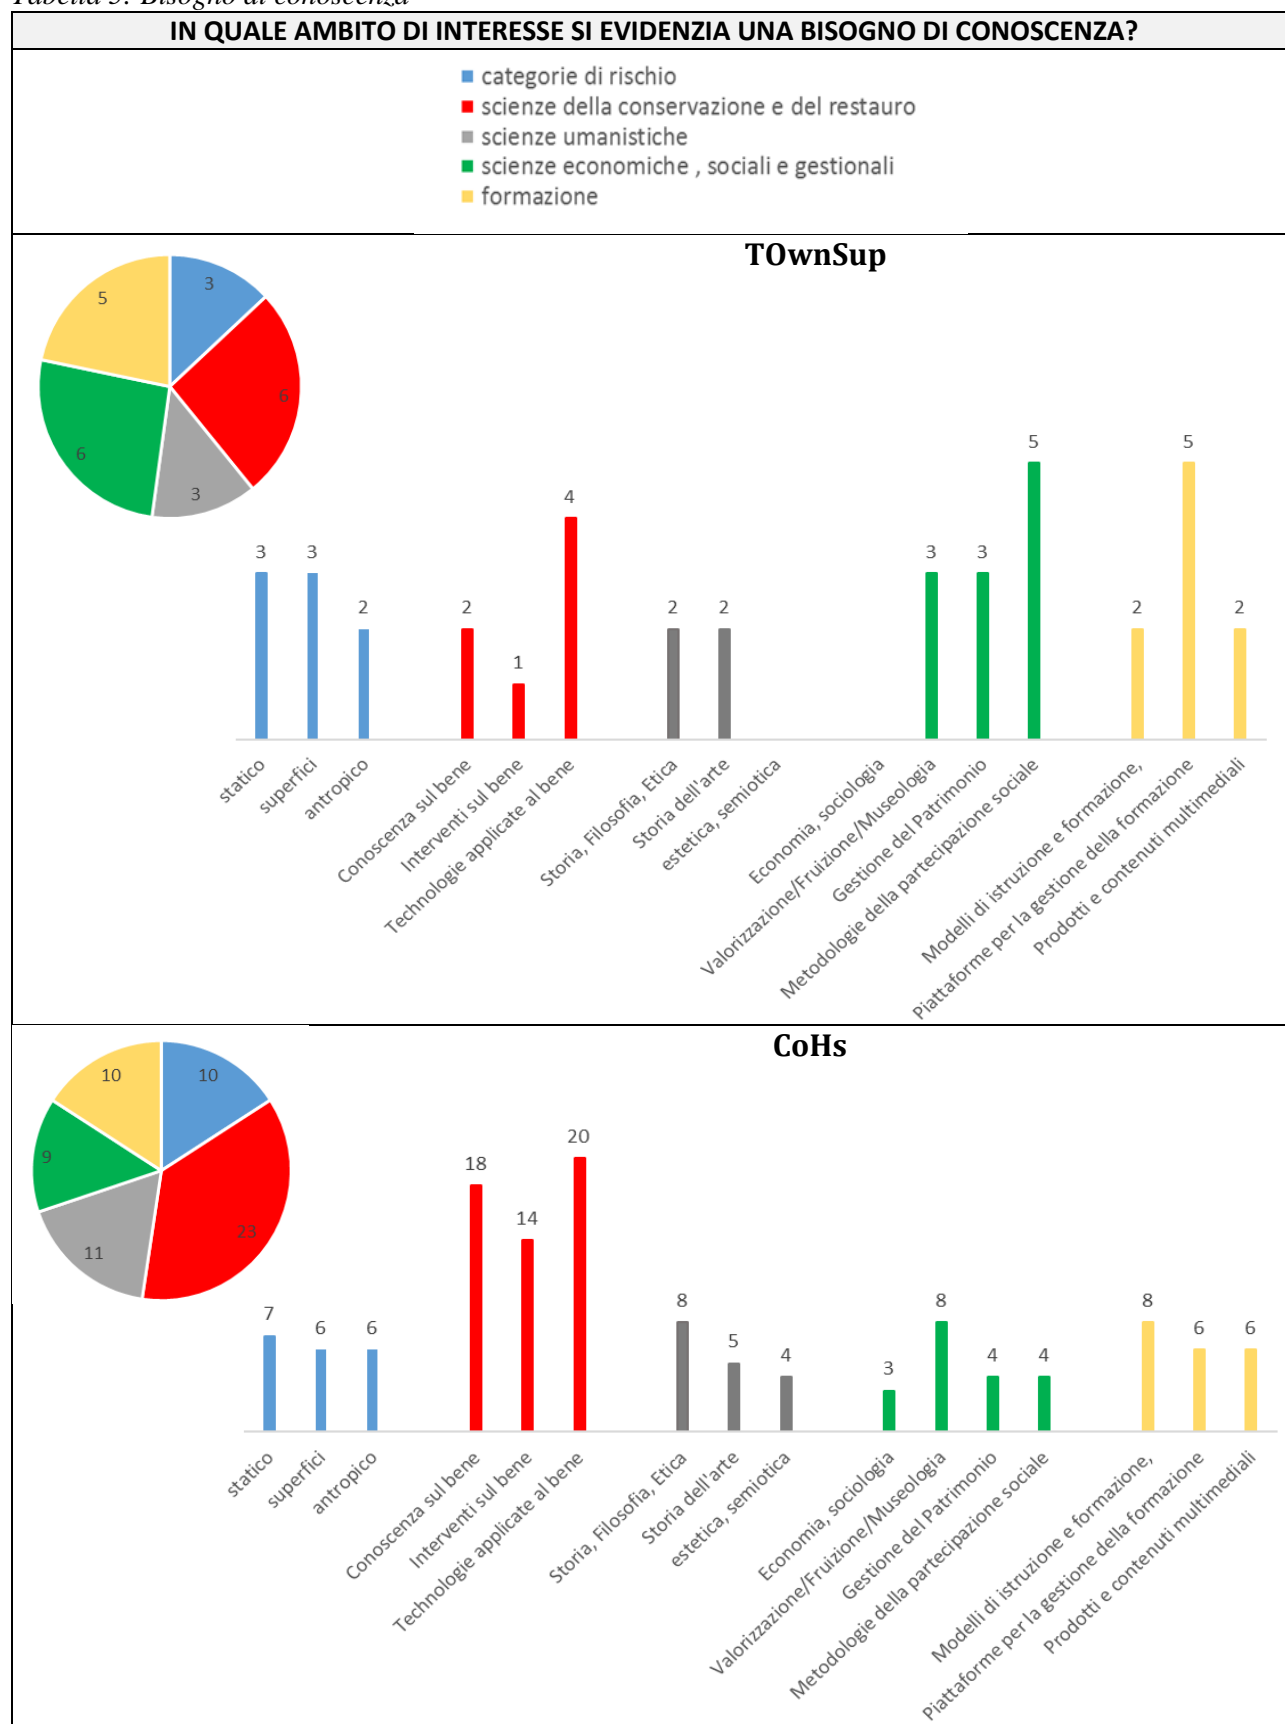 Tabella 5: Bisogno di conoscenza
IN QUALE AMBITO DI INTERESSE SI EVIDENZIA UNA BISOGNO DI CONOSCENZA?
categorie di rischio
scienze della conservazione e del restauro
scienze umanistiche
scienze economiche , sociali e gestionali
formazione
TOwnSup
3
6
3
6
5
3
3
2
2
1
4
2
2
3
3
5
2
5
2
statico
superfici
antropico
Conoscenza sul bene
Interventi sul bene
Technologie applicate al bene
Storia, Filosofia, Etica
Storia dell'arte
estetica, semiotica
Economia, sociologia
Valorizzazione/Fruizione/Museologia
Gestione del Patrimonio
Metodologie della partecipazione sociale
Modelli di istruzione e formazione,
Piattaforme per la gestione della formazione
Prodotti e contenuti multimediali
CoHs
10
23
11
9
10
7
6
6
18
14
20
8
5
4
3
8
4
4
8
6
6
statico
superfici
antropico
Conoscenza sul bene
Interventi sul bene
Technologie applicate al bene
Storia, Filosofia, Etica
Storia dell'arte
estetica, semiotica
Economia, sociologia
Valorizzazione/Fruizione/Museologia
Gestione del Patrimonio
Metodologie della partecipazione sociale
Modelli di istruzione e formazione,
Piattaforme per la gestione della formazione
Prodotti e contenuti multimediali